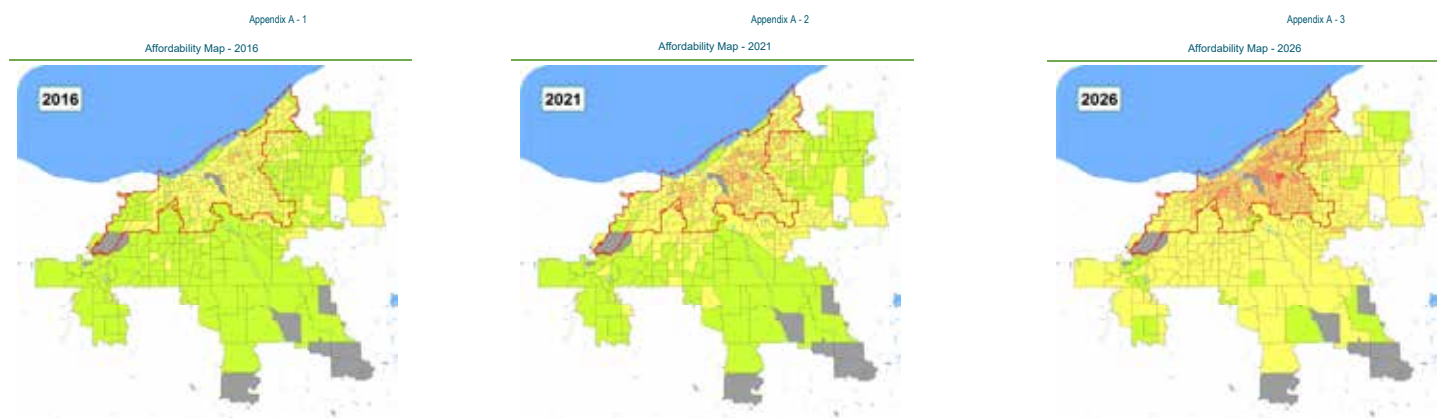 Appendix A - 1
Affordability Map - 2016
2016
Appendix A - 2
Affordability Map - 2021
2021
Appendix A - 3
Affordability Map - 2026
2026